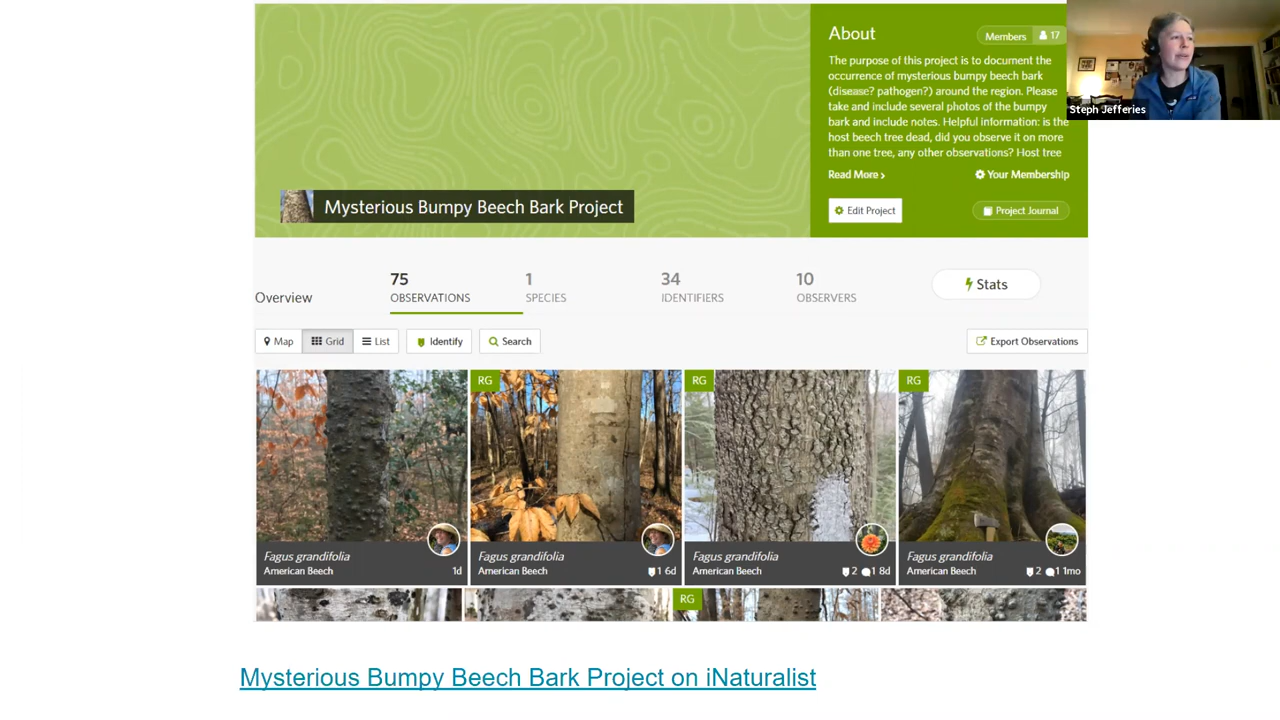 About
Members 17
The purpose of this project is to document the
occurrence of mysterious bumpy beech bark
(disease? pathogen?) around the region. Please
take and include several photos of the bumpy
bark and include notes. Helpful information: is the
host beech tree dead, did you observe it on more
than one tree, any other observations? Host tree
Read More >
Your Membership
Edit Project
Project Journal
Steph Jefferies
Mysterious Bumpy Beech Bark Project
Overview
75
OBSERVATIONS
1
SPECIES
34
IDENTIFIERS
10
OBSERVERS
Stats
Map
Grid
List
Identify
Search
Export Observations
Fagus grandifolia
American Beech
1d
RG
Fagus grandifolia
American Beech
1 6d
RG
Fagus grandifolia
American Beech
2 1 8d
RG
Fagus grandifolia
American Beech
2 1 1mo
RG
Mysterious Bumpy Beech Bark Project on iNaturalist